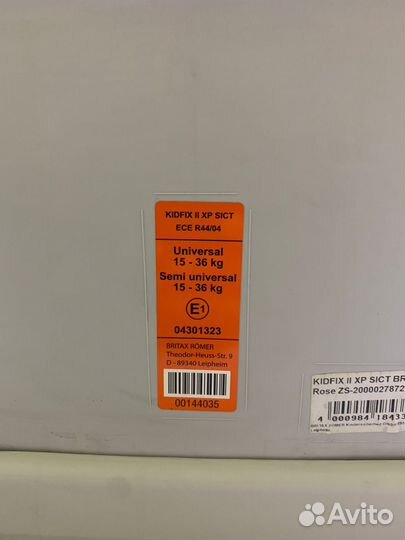 KIDFIX II XP SICT
ECE R44/04
Universal
15 - 36 kg
Semi universal
15 - 36 kg
E1
04301323
BRITAX RÖMER
Theodor-Heuss-Str. 9
D - 89340 Leipheim
00144035
KIDFIX II XP SICT BR
Rose ZS-2000027872
4 000984 18433
Leipheim
Avito